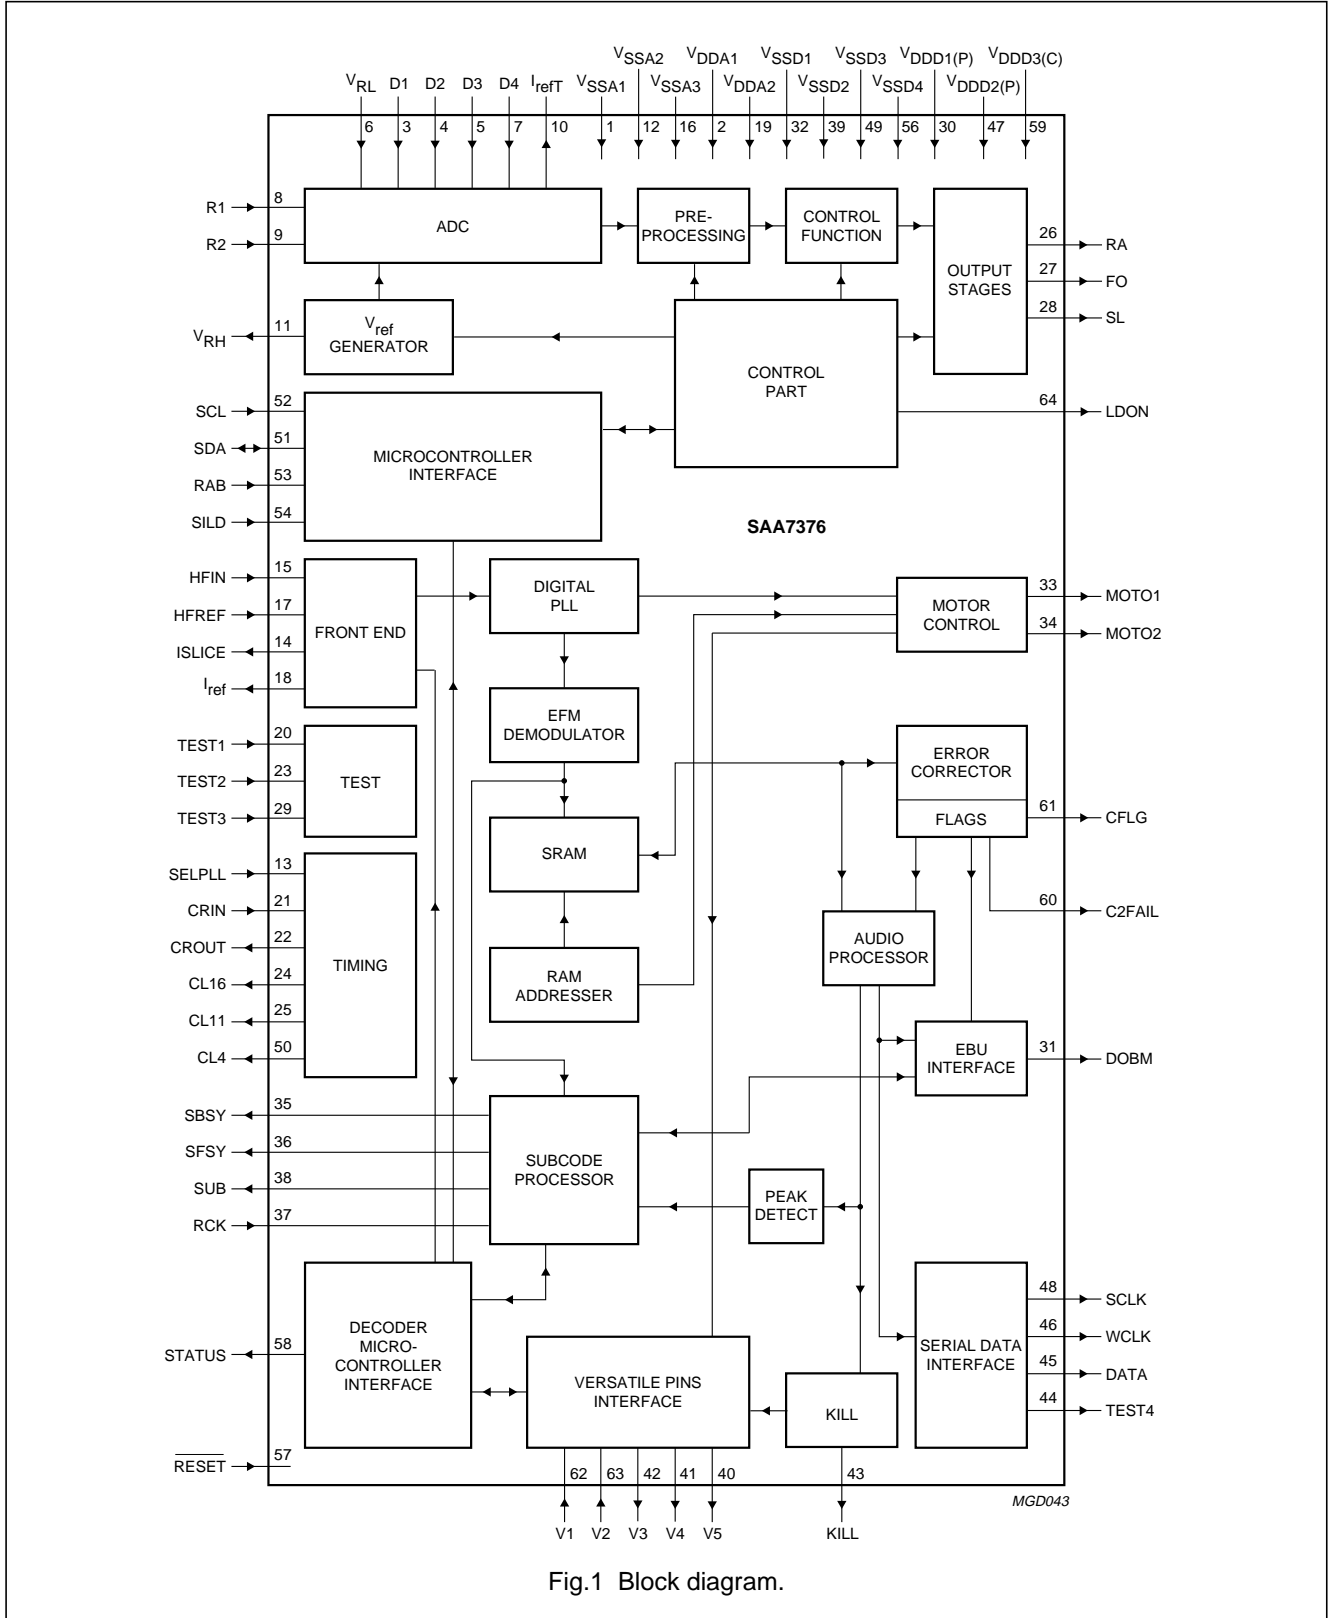 VSSA2 VDDA1 VSSD1 VSSD3 VDDD1(P) VDDD3(C)
VRL D1 D2 D3 D4 IrefT VSSA1 VSSA3 VDDA2 VSSD2 VSSD4 VDDD2(P)
6 3 4 5 7 10 1 12 16 2 19 32 39 49 56 30 47 59
R1 8
R2 9
ADC
PRE-
PROCESSING
CONTROL
FUNCTION
OUTPUT
STAGES
26 RA
27 FO
28 SL
VRH 11
Vref
GENERATOR
CONTROL
PART
64 LDON
SCL 52
SDA 51
RAB 53
SILD 54
MICROCONTROLLER
INTERFACE
SAA7376
HFIN 15
HFREF 17
ISLICE 14
Iref 18
FRONT END
DIGITAL
PLL
MOTOR
CONTROL
33 MOTO1
34 MOTO2
EFM
DEMODULATOR
TEST1 20
TEST2 23
TEST3 29
TEST
ERROR
CORRECTOR
FLAGS
61 CFLG
SRAM
60 C2FAIL
SELPLL 13
CRIN 21
CROUT 22
CL16 24
CL11 25
CL4 50
TIMING
RAM
ADDRESSER
AUDIO
PROCESSOR
EBU
INTERFACE
31 DOBM
SBSY 35
SFSY 36
SUB 38
RCK 37
SUBCODE
PROCESSOR
PEAK
DETECT
STATUS 58
DECODER
MICRO-
CONTROLLER
INTERFACE
VERSATILE PINS
INTERFACE
KILL
SERIAL DATA
INTERFACE
48 SCLK
46 WCLK
45 DATA
44 TEST4
RESET 57
62 63 42 41 40 43
V1 V2 V3 V4 V5 KILL
MGD043
Fig.1 Block diagram.